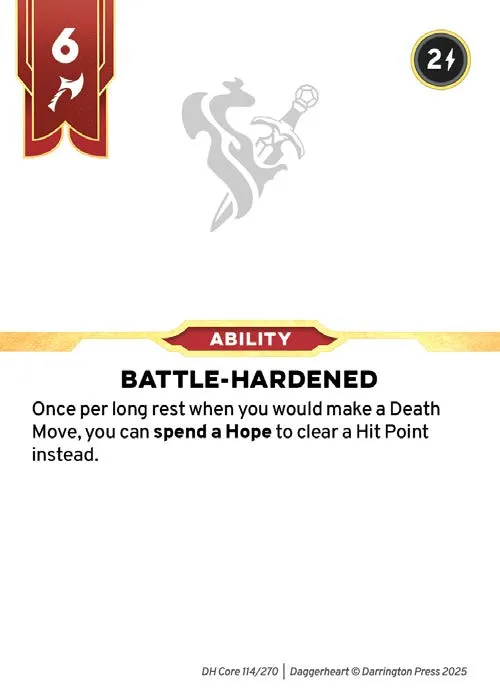 6
2
ABILITY
BATTLE-HARDENED
Once per long rest when you would make a Death
Move, you can spend a Hope to clear a Hit Point
instead.
DH Core 114/270 | Daggerheart © Darrington Press 2025